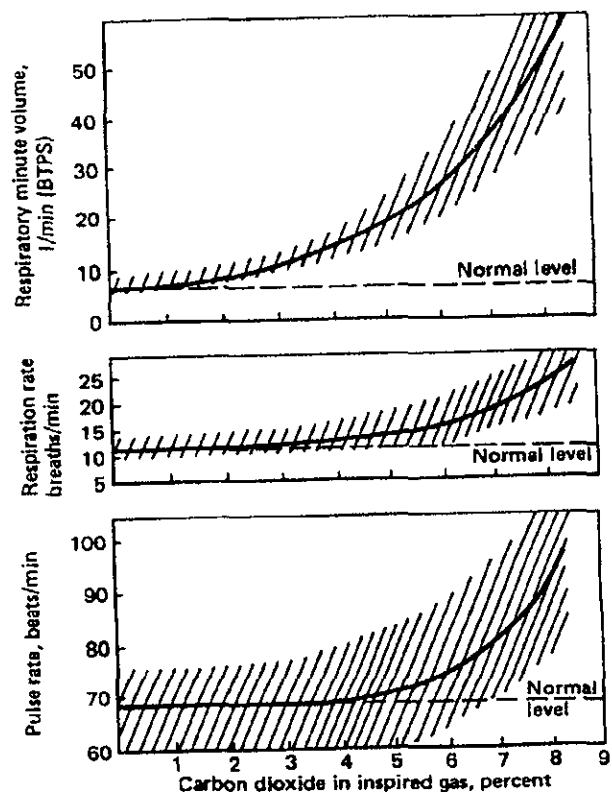 Respiratory minute volume,
l/min (BTPS)
50
40
30
20
10
0
Normal level
Respiration rate
breaths/min
25
20
15
10
5
Normal level
Pulse rate, beats/min
100
90
80
70
60
Normal
level
1 2 3 4 5 6 7 8 9
Carbon dioxide in inspired gas, percent